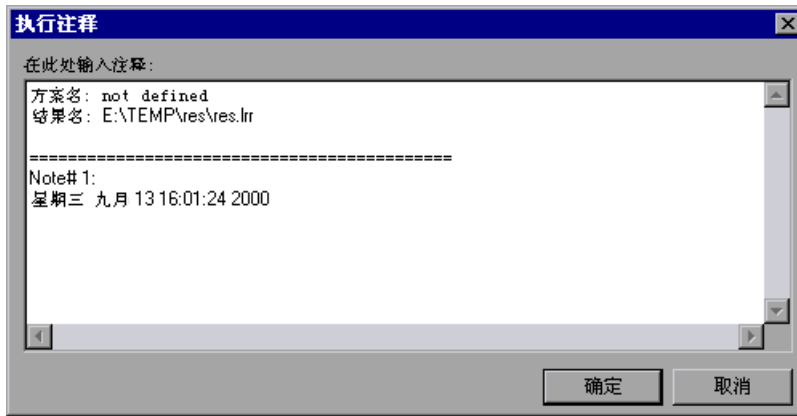 执行注释
在此处输入注释:
方案名: not defined
结果名: E:\TEMP\res\res.lrr
============================================
Note# 1:
星期三 九月 13 16:01:24 2000
确定
取消